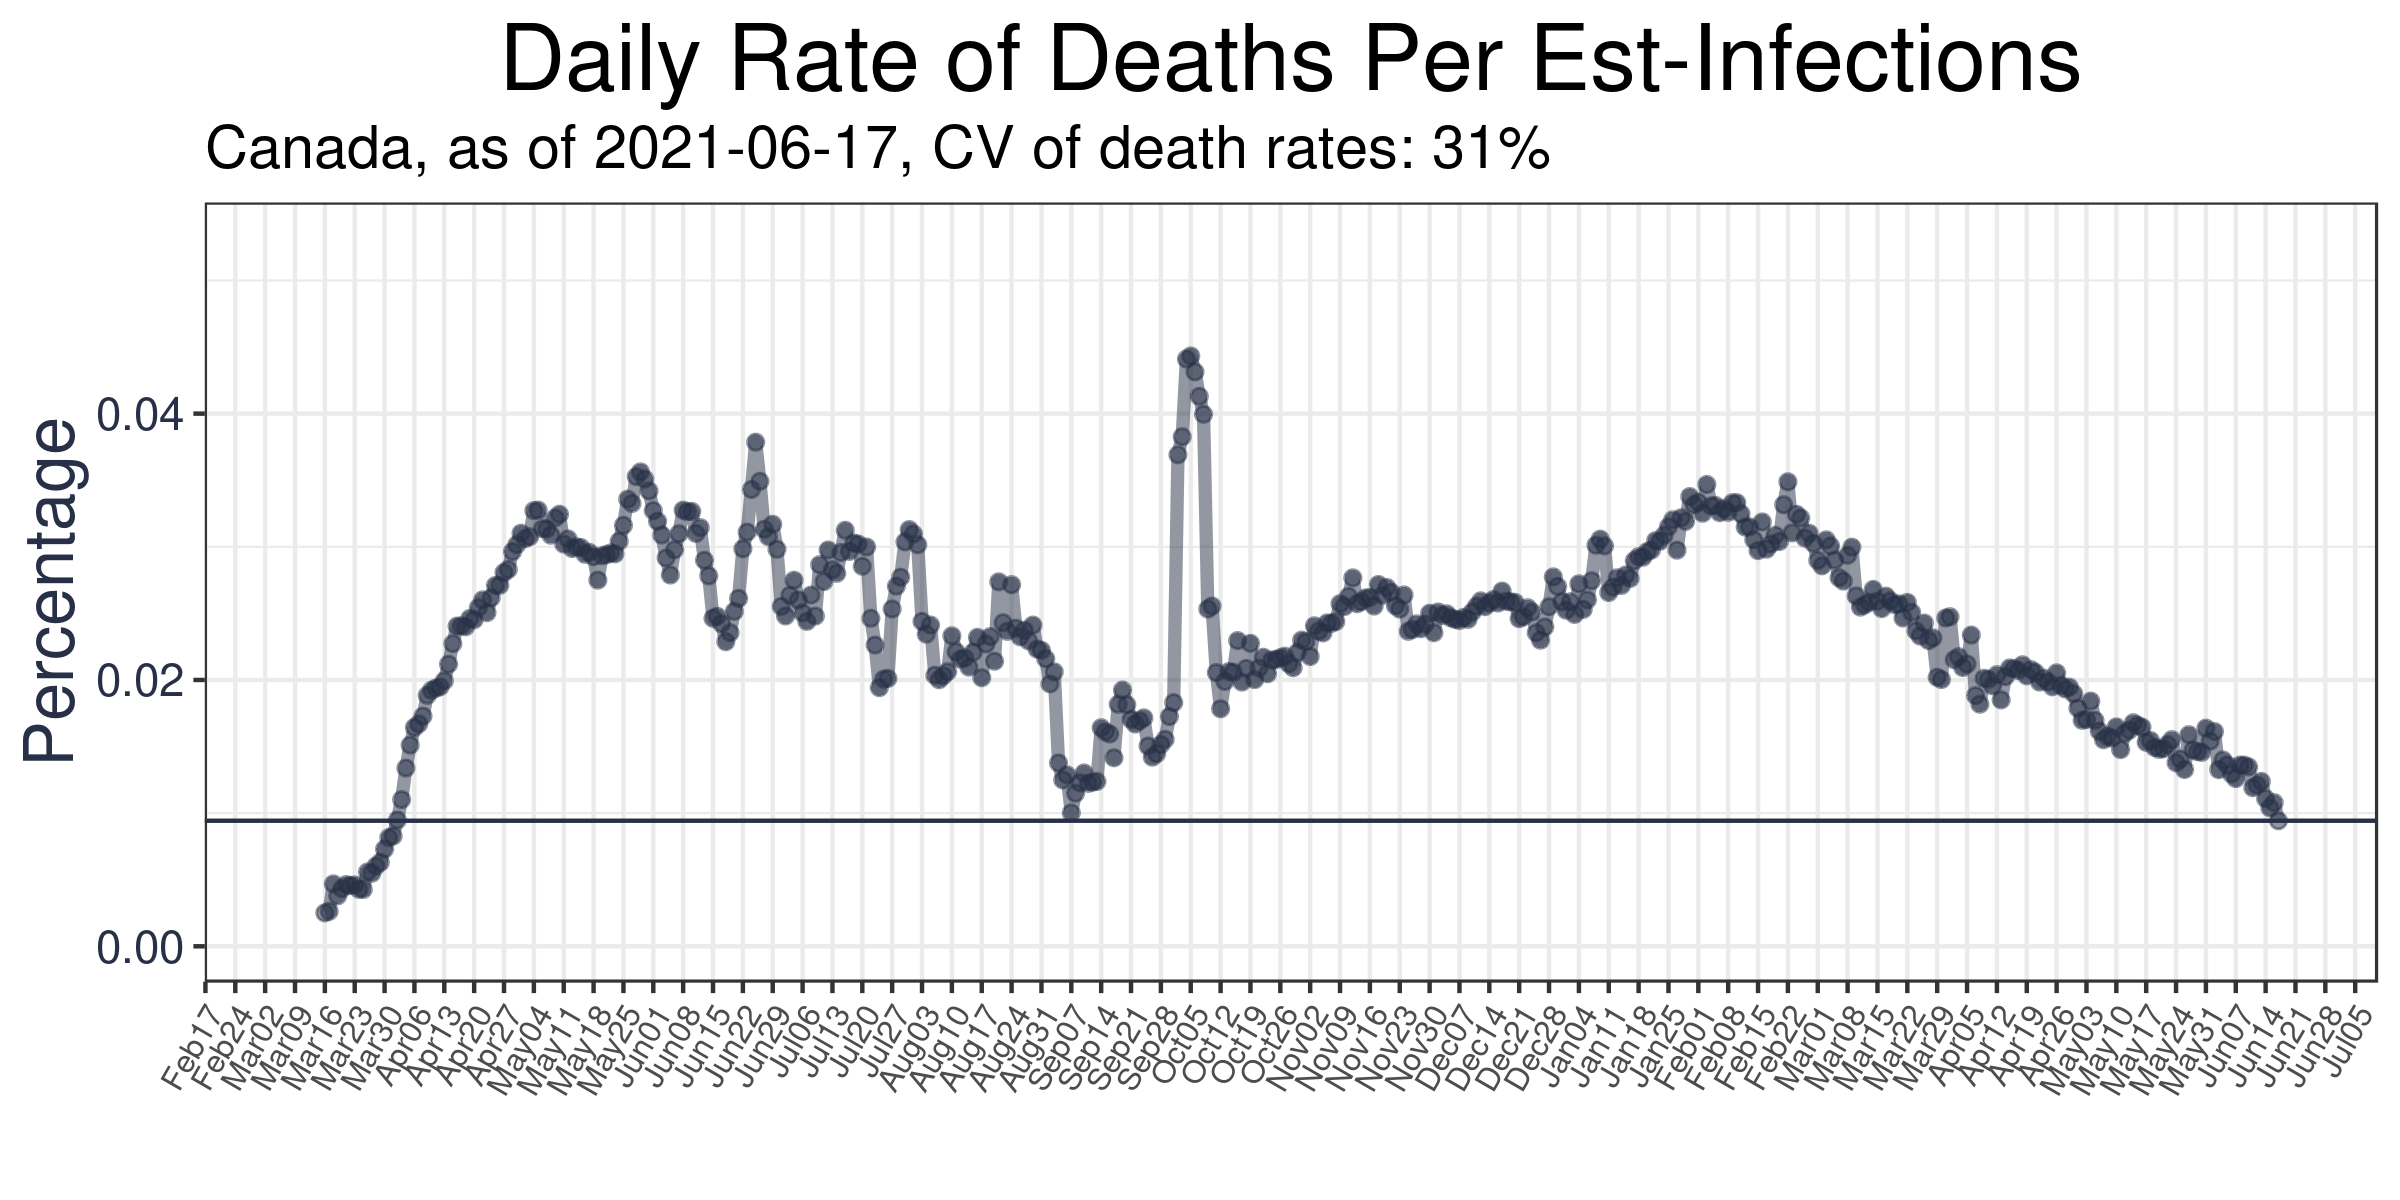 Daily Rate of Deaths Per Est-Infections
Canada, as of 2021-06-17, CV of death rates: 31%
Percentage
0.04
0.02
0.00
Feb17
Feb24
Mar02
Mar09
Mar16
Mar23
Mar30
Apr06
Apr13
Apr20
Apr27
May04
May11
May18
May25
Jun01
Jun08
Jun15
Jun22
Jun29
Jul06
Jul13
Jul20
Jul27
Aug03
Aug10
Aug17
Aug24
Aug31
Sep07
Sep14
Sep21
Sep28
Oct05
Oct12
Oct19
Oct26
Nov02
Nov09
Nov16
Nov23
Nov30
Dec07
Dec14
Dec21
Dec28
Jan04
Jan11
Jan18
Jan25
Feb01
Feb08
Feb15
Feb22
Mar01
Mar08
Mar15
Mar22
Mar29
Apr05
Apr12
Apr19
Apr26
May03
May10
May17
May24
May31
Jun07
Jun14
Jun21
Jun28
Jul05